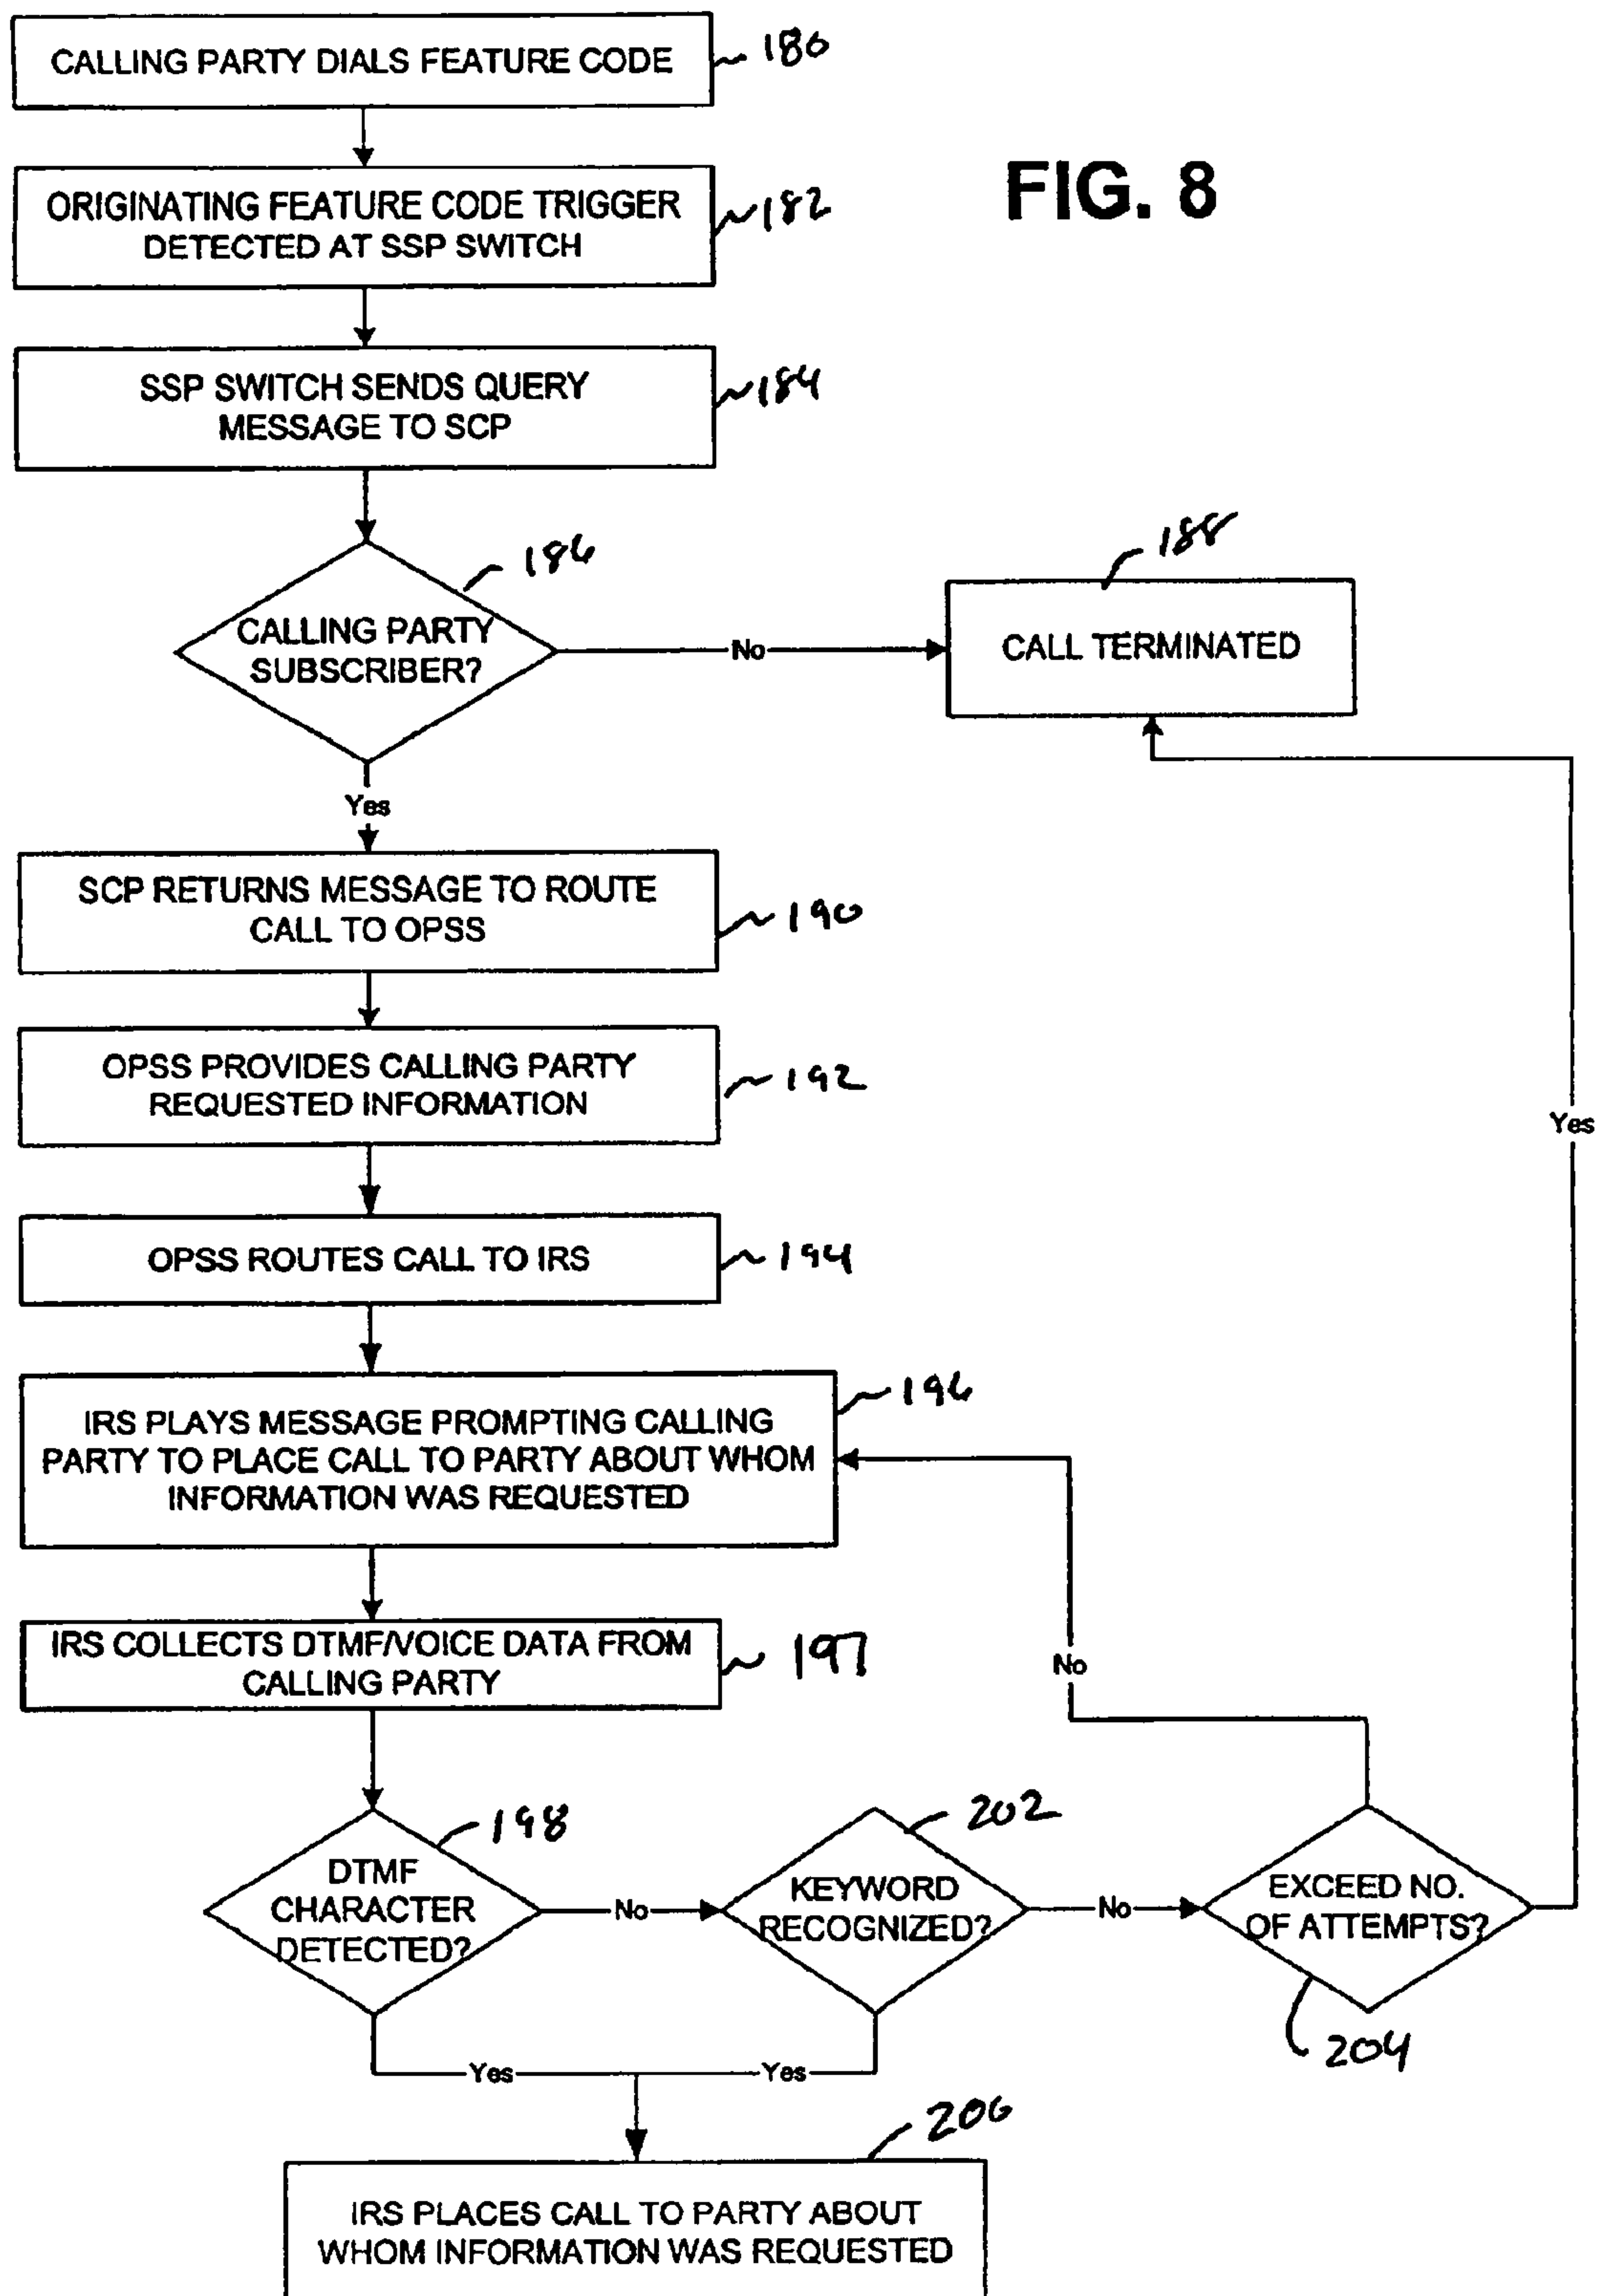 CALLING PARTY DIALS FEATURE CODE
180
FIG. 8
ORIGINATING FEATURE CODE TRIGGER
DETECTED AT SSP SWITCH
182
SSP SWITCH SENDS QUERY
MESSAGE TO SCP
184
186
188
CALLING PARTY
SUBSCRIBER?
No
CALL TERMINATED
Yes
SCP RETURNS MESSAGE TO ROUTE
CALL TO OPSS
190
OPSS PROVIDES CALLING PARTY
REQUESTED INFORMATION
192
Yes
OPSS ROUTES CALL TO IRS
194
196
IRS PLAYS MESSAGE PROMPTING CALLING
PARTY TO PLACE CALL TO PARTY ABOUT WHOM
INFORMATION WAS REQUESTED
IRS COLLECTS DTMF/VOICE DATA FROM
CALLING PARTY
197
No
198
202
DTMF
CHARACTER
DETECTED?
No
KEYWORD
RECOGNIZED?
No
EXCEED NO.
OF ATTEMPTS?
204
Yes
Yes
206
IRS PLACES CALL TO PARTY ABOUT
WHOM INFORMATION WAS REQUESTED